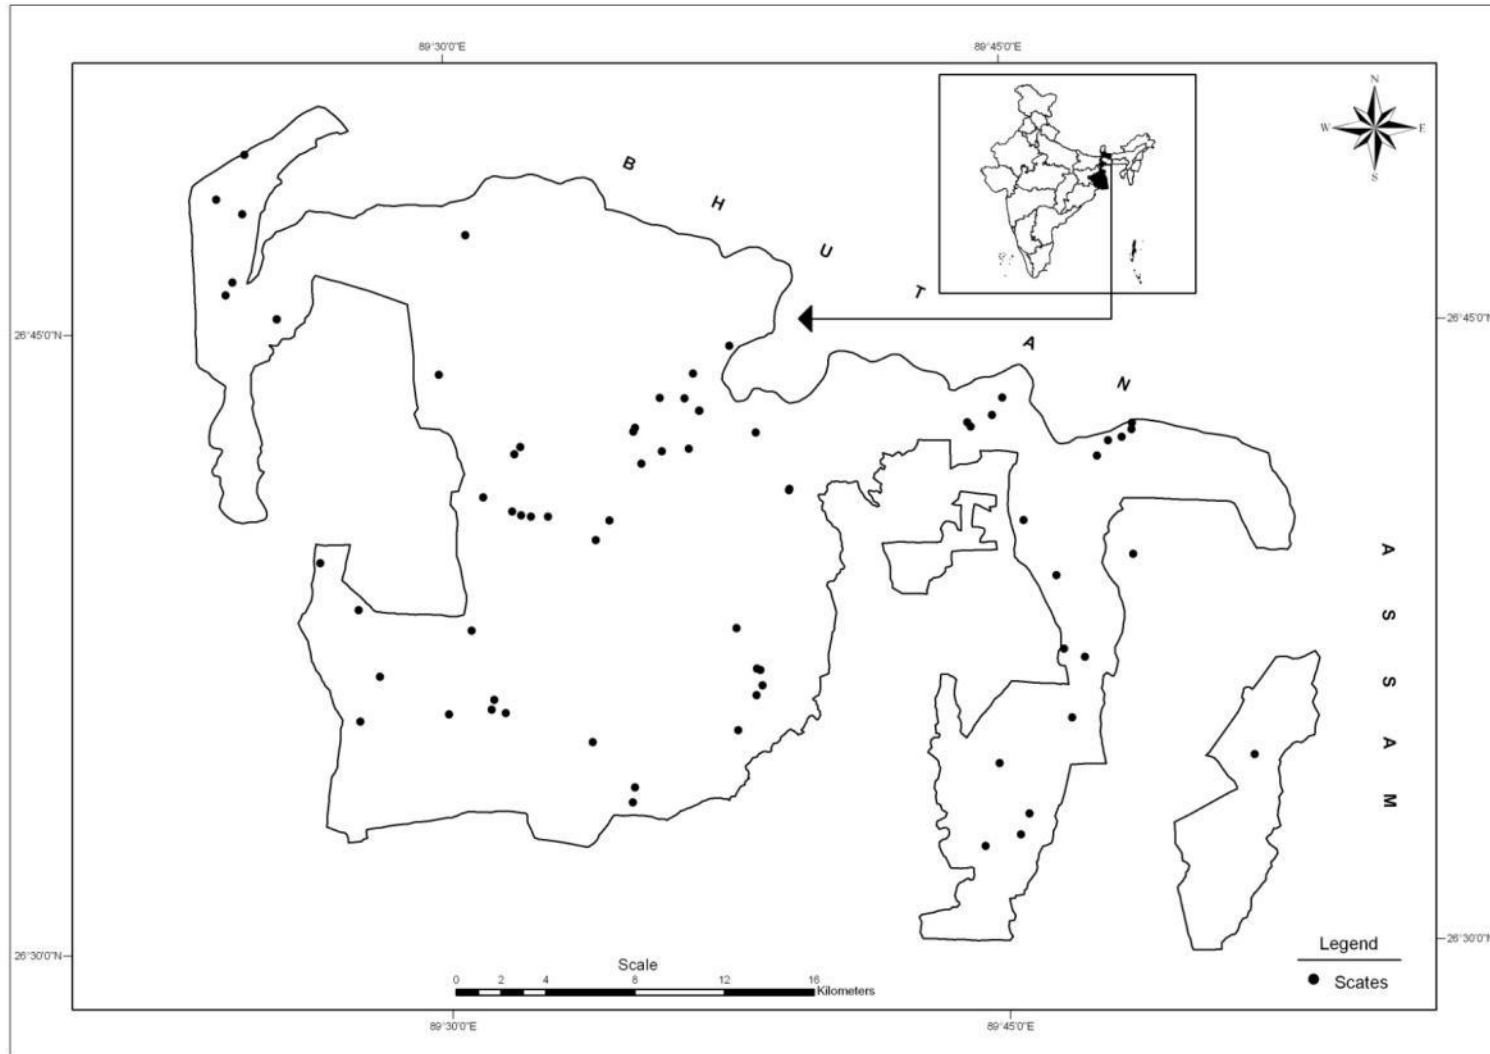 89°30'0"E 89°45'0"E
N
W E
S
B H U T A N
26°45'0"N 26°45'0"N
A S S A M
26°30'0"N 26°30'0"N
Legend
Scates
Scale
0 2 4 8 12 16
Kilometers
89°30'0"E 89°45'0"E